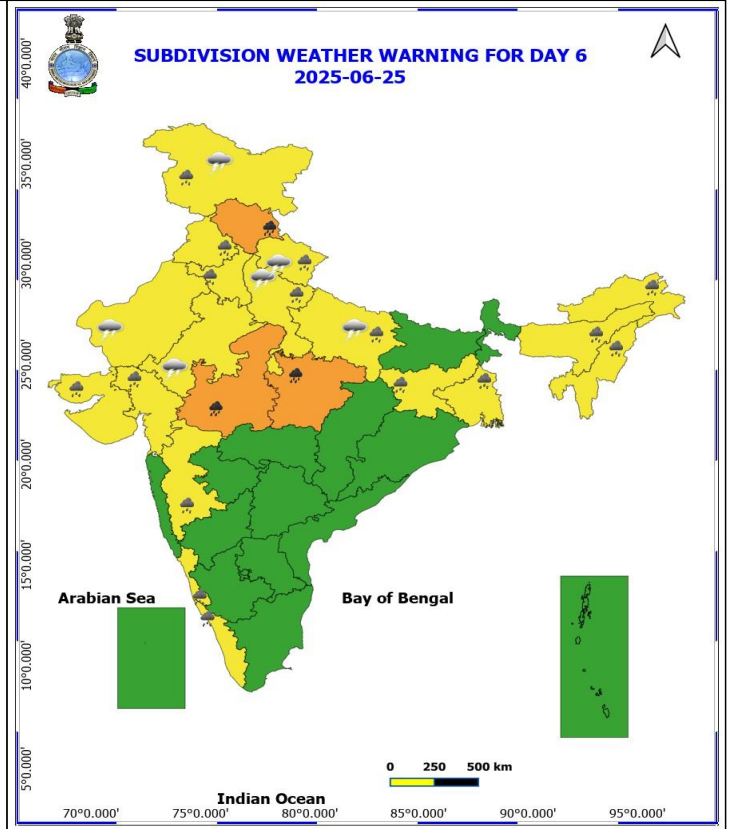 SUBDIVISION WEATHER WARNING FOR DAY 6
2025-06-25
40°0.000'
35°0.000'
30°0.000'
25°0.000'
20°0.000'
15°0.000'
10°0.000'
5°0.000'
Arabian Sea
Bay of Bengal
0 250 500 km
Indian Ocean
70°0.000' 75°0.000' 80°0.000' 85°0.000' 90°0.000' 95°0.000'